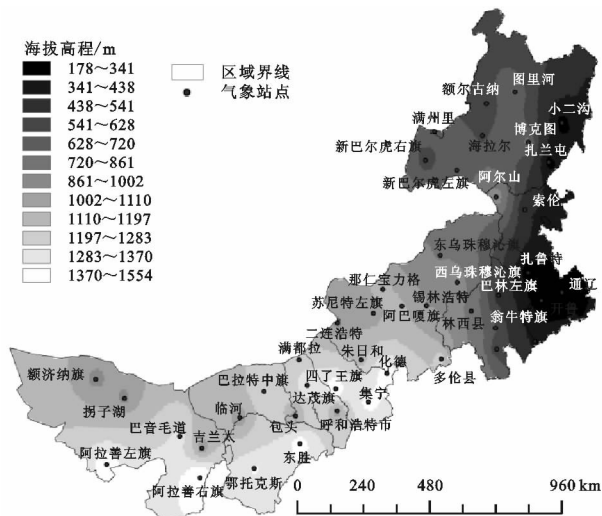 海拔高程/m
178～341
341～438
438～541
541～628
628～720
720～861
861～1002
1002～1110
1110～1197
1197～1283
1283～1370
1370～1554
区域界线
气象站点
图里河
额尔古纳
小二沟
满州里
博克图
海拉尔
扎兰屯
新巴尔虎右旗
新巴尔虎左旗
阿尔山
索伦
东乌珠穆沁旗
扎鲁特
那仁宝力格
西乌珠穆沁旗
通辽
巴林左旗
苏尼特左旗
锡林浩特
开鲁
阿巴嘎旗
林西县
翁牛特旗
二连浩特
满都拉
朱日和
化德
多伦县
额济纳旗
巴拉特中旗
四了王旗
拐子湖
达茂旗
集宁
临河
巴音毛道
包头
呼和浩特市
吉兰太
阿拉善左旗
东胜
阿拉善右旗
鄂托克斯
0 240 480 960 km